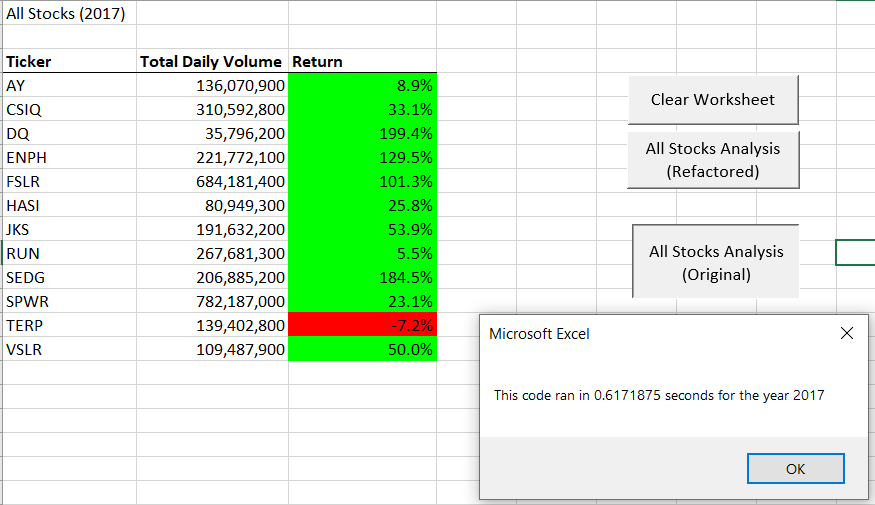 All Stocks (2017)
Ticker Total Daily Volume Return
AY 136,070,900 8.9%
CSIQ 310,592,800 33.1%
DQ 35,796,200 199.4%
ENPH 221,772,100 129.5%
FSLR 684,181,400 101.3%
HASI 80,949,300 25.8%
JKS 191,632,200 53.9%
RUN 267,681,300 5.5%
SEDG 206,885,200 184.5%
SPWR 782,187,000 23.1%
TERP 139,402,800 -7.2%
VSLR 109,487,900 50.0%
Clear Worksheet
All Stocks Analysis
(Refactored)
All Stocks Analysis
(Original)
Microsoft Excel
This code ran in 0.6171875 seconds for the year 2017
OK